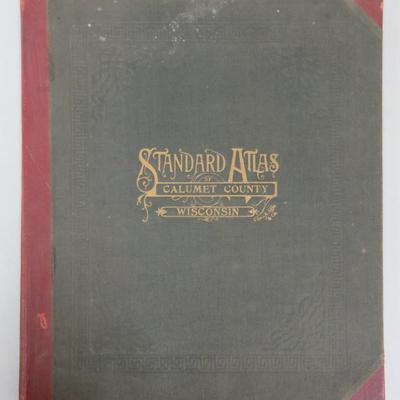 STANDARD ATLAS
OF
CALUMET COUNTY
WISCONSIN